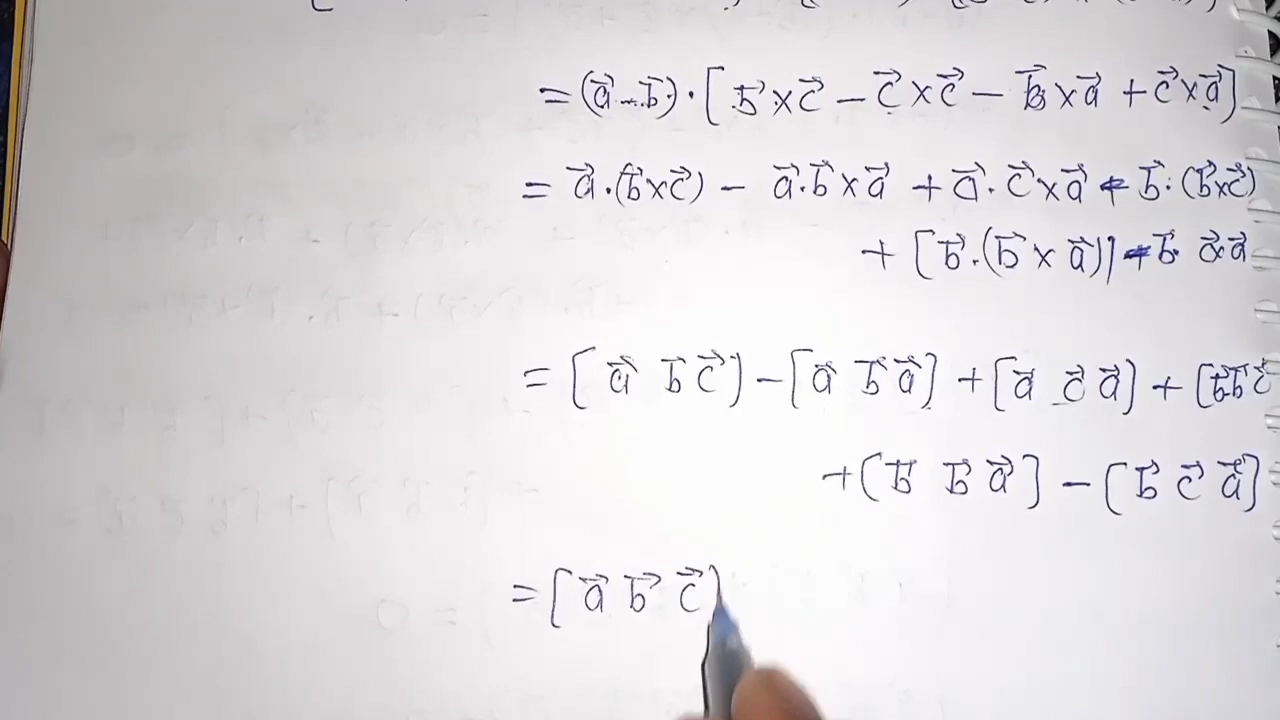 = (a⃗ - b⃗) · [b⃗ × c⃗ - c⃗ × c⃗ - b⃗ × a⃗ + c⃗ × a⃗]
= a⃗ · (b⃗ × c⃗) - a⃗ · b⃗ × a⃗ + a⃗ · c⃗ × a⃗ - b⃗ · (b⃗ × c⃗)
+ [b⃗ · (b⃗ × a⃗)] - b⃗ · c⃗ × a⃗
= [a⃗ b⃗ c⃗] - [a⃗ b⃗ a⃗] + [a⃗ c⃗ a⃗] + [b⃗ b⃗ c⃗
+ [b⃗ b⃗ a⃗] - [b⃗ c⃗ a⃗]
= [a⃗ b⃗ c⃗]